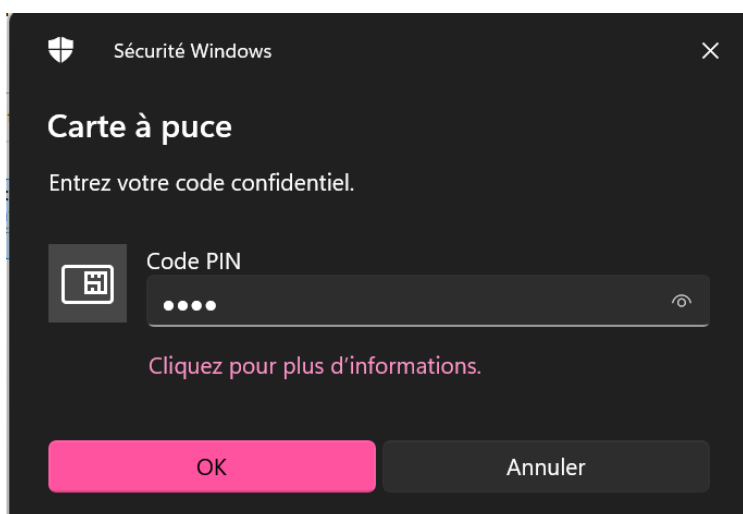 Sécurité Windows
Carte à puce
Entrez votre code confidentiel.
Code PIN
••••
Cliquez pour plus d’informations.
OK
Annuler